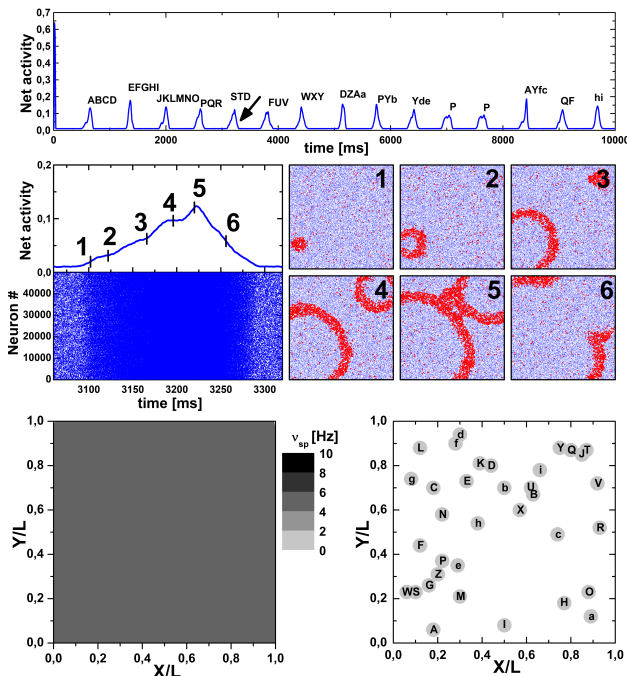 0,7
0,6
0,5
0,4
0,3
0,2
0,1
0,0
Net activity
ABCD
EFGHI
JKLMNO
PQR
STD
FUV
WXY
DZAa
PYb
Yde
P
P
AYfc
QF
hi
0 2000 4000 6000 8000 10000
time [ms]
0,2
0,1
0,0
Net activity
1 2 3 4 5 6
40000
30000
20000
10000
0
Neuron #
3100 3150 3200 3250 3300
time [ms]
1 2 3
4 5 6
1,0
0,8
0,6
0,4
0,2
0,0
Y/L
0,0 0,2 0,4 0,6 0,8 1,0
X/L
νsp [Hz]
10
8
6
4
2
0
1,0
0,8
0,6
0,4
0,2
0,0
Y/L
d
f
L
Y Q J T
K D
i
g
C
E
b
U
B
V
N
X
h
c
R
F
P
e
Z
G
W S
M
H
O
a
A
I
0,0 0,2 0,4 0,6 0,8 1,0
X/L